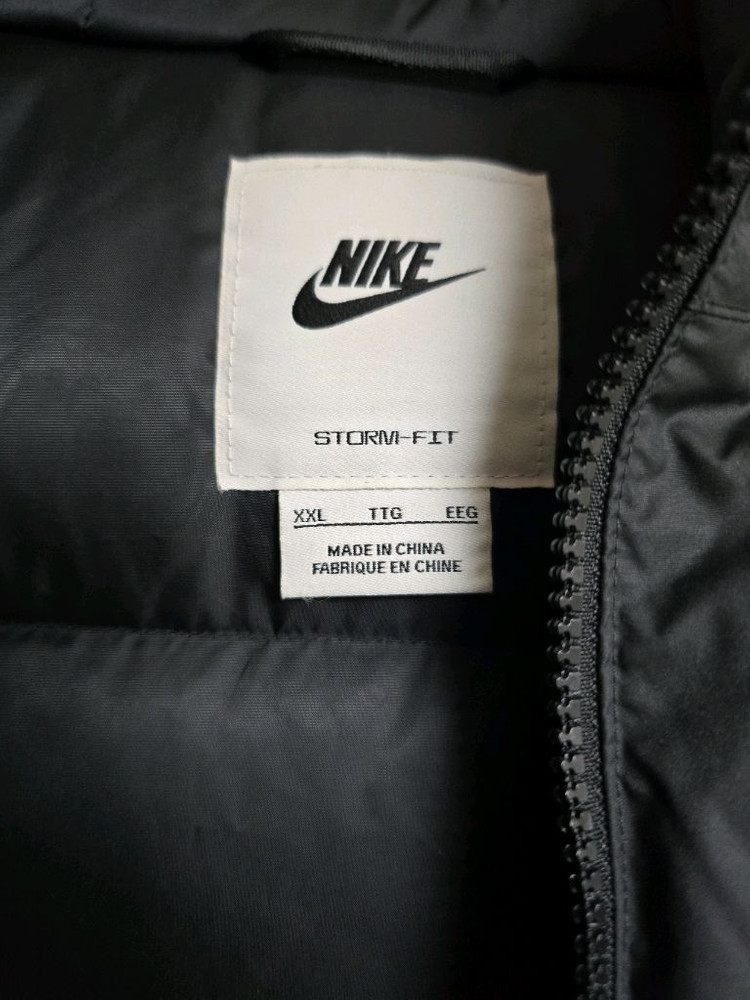 NIKE
STORM-FIT
XXL TTG EEG
MADE IN CHINA
FABRIQUE EN CHINE